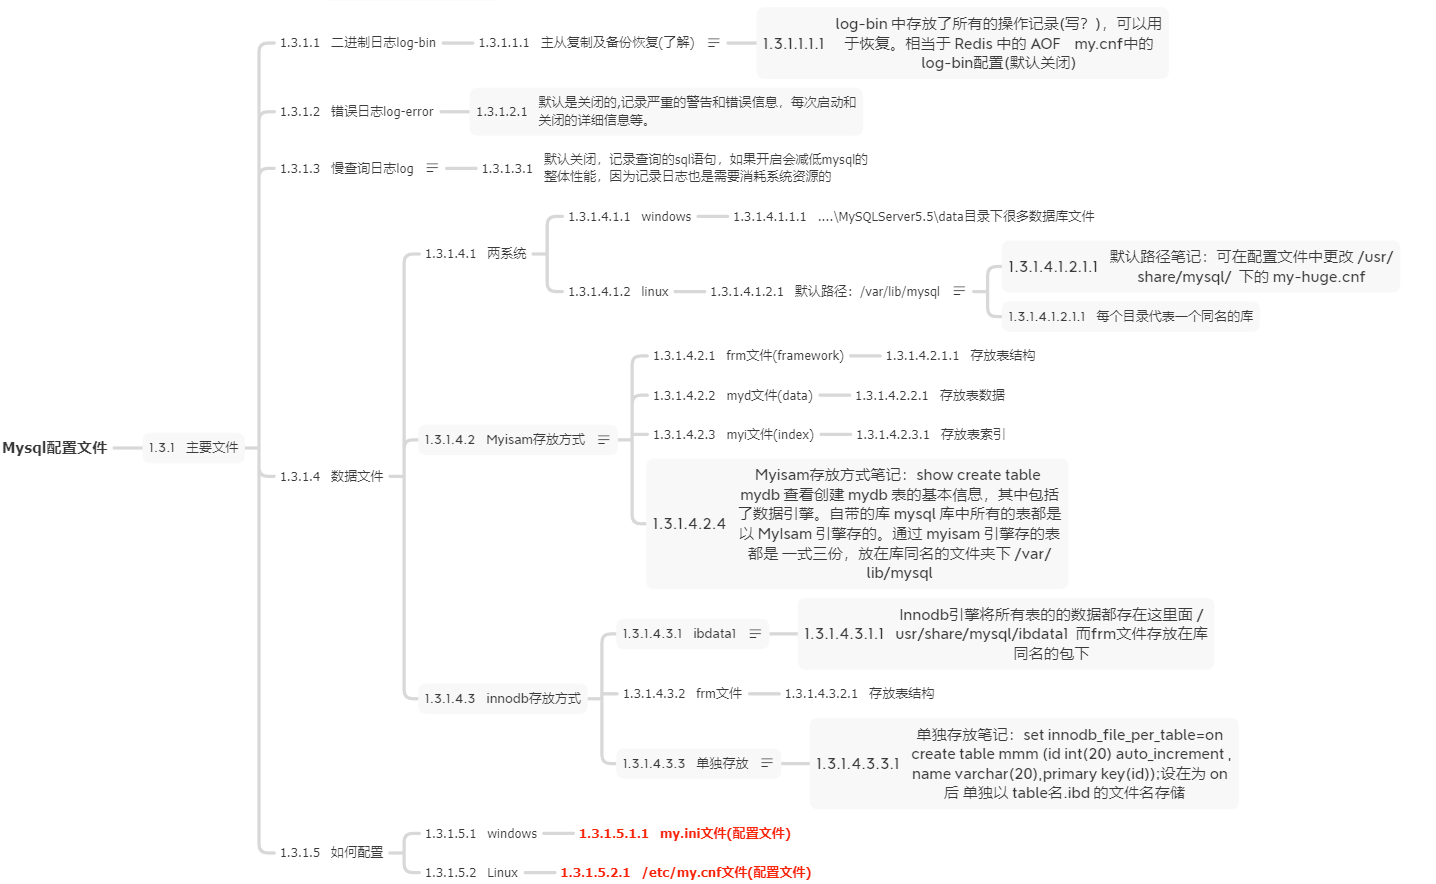 Mysql配置文件
1.3.1 主要文件
1.3.1.1 二进制日志log-bin
1.3.1.1.1 主从复制及备份恢复(了解)
1.3.1.1.1.1 log-bin 中存放了所有的操作记录(写？)，可以用
于恢复。相当于 Redis 中的 AOF my.cnf中的
log-bin配置(默认关闭)
1.3.1.2 错误日志log-error
1.3.1.2.1 默认是关闭的,记录严重的警告和错误信息，每次启动和
关闭的详细信息等。
1.3.1.3 慢查询日志log
1.3.1.3.1 默认关闭，记录查询的sql语句，如果开启会减低mysql的
整体性能，因为记录日志也是需要消耗系统资源的
1.3.1.4 数据文件
1.3.1.4.1 两系统
1.3.1.4.1.1 windows
1.3.1.4.1.1.1 ....\MySQLServer5.5\data目录下很多数据库文件
1.3.1.4.1.2 linux
1.3.1.4.1.2.1 默认路径：/var/lib/mysql
1.3.1.4.1.2.1.1 默认路径笔记：可在配置文件中更改 /usr/
share/mysql/ 下的 my-huge.cnf
1.3.1.4.1.2.1.1 每个目录代表一个同名的库
1.3.1.4.2 Myisam存放方式
1.3.1.4.2.1 frm文件(framework)
1.3.1.4.2.1.1 存放表结构
1.3.1.4.2.2 myd文件(data)
1.3.1.4.2.2.1 存放表数据
1.3.1.4.2.3 myi文件(index)
1.3.1.4.2.3.1 存放表索引
1.3.1.4.2.4 Myisam存放方式笔记：show create table
mydb 查看创建 mydb 表的基本信息，其中包括
了数据引擎。自带的库 mysql 库中所有的表都是
以 MyIsam 引擎存的。通过 myisam 引擎存的表
都是 一式三份，放在库同名的文件夹下 /var/
lib/mysql
1.3.1.4.3 innodb存放方式
1.3.1.4.3.1 ibdata1
1.3.1.4.3.1.1 Innodb引擎将所有表的的数据都存在这里面 /
usr/share/mysql/ibdata1 而frm文件存放在库
同名的包下
1.3.1.4.3.2 frm文件
1.3.1.4.3.2.1 存放表结构
1.3.1.4.3.3 单独存放
1.3.1.4.3.3.1 单独存放笔记：set innodb_file_per_table=on
create table mmm (id int(20) auto_increment ,
name varchar(20),primary key(id));设在为 on
后 单独以 table名.ibd 的文件名存储
1.3.1.5 如何配置
1.3.1.5.1 windows
1.3.1.5.1.1 my.ini文件(配置文件)
1.3.1.5.2 Linux
1.3.1.5.2.1 /etc/my.cnf文件(配置文件)